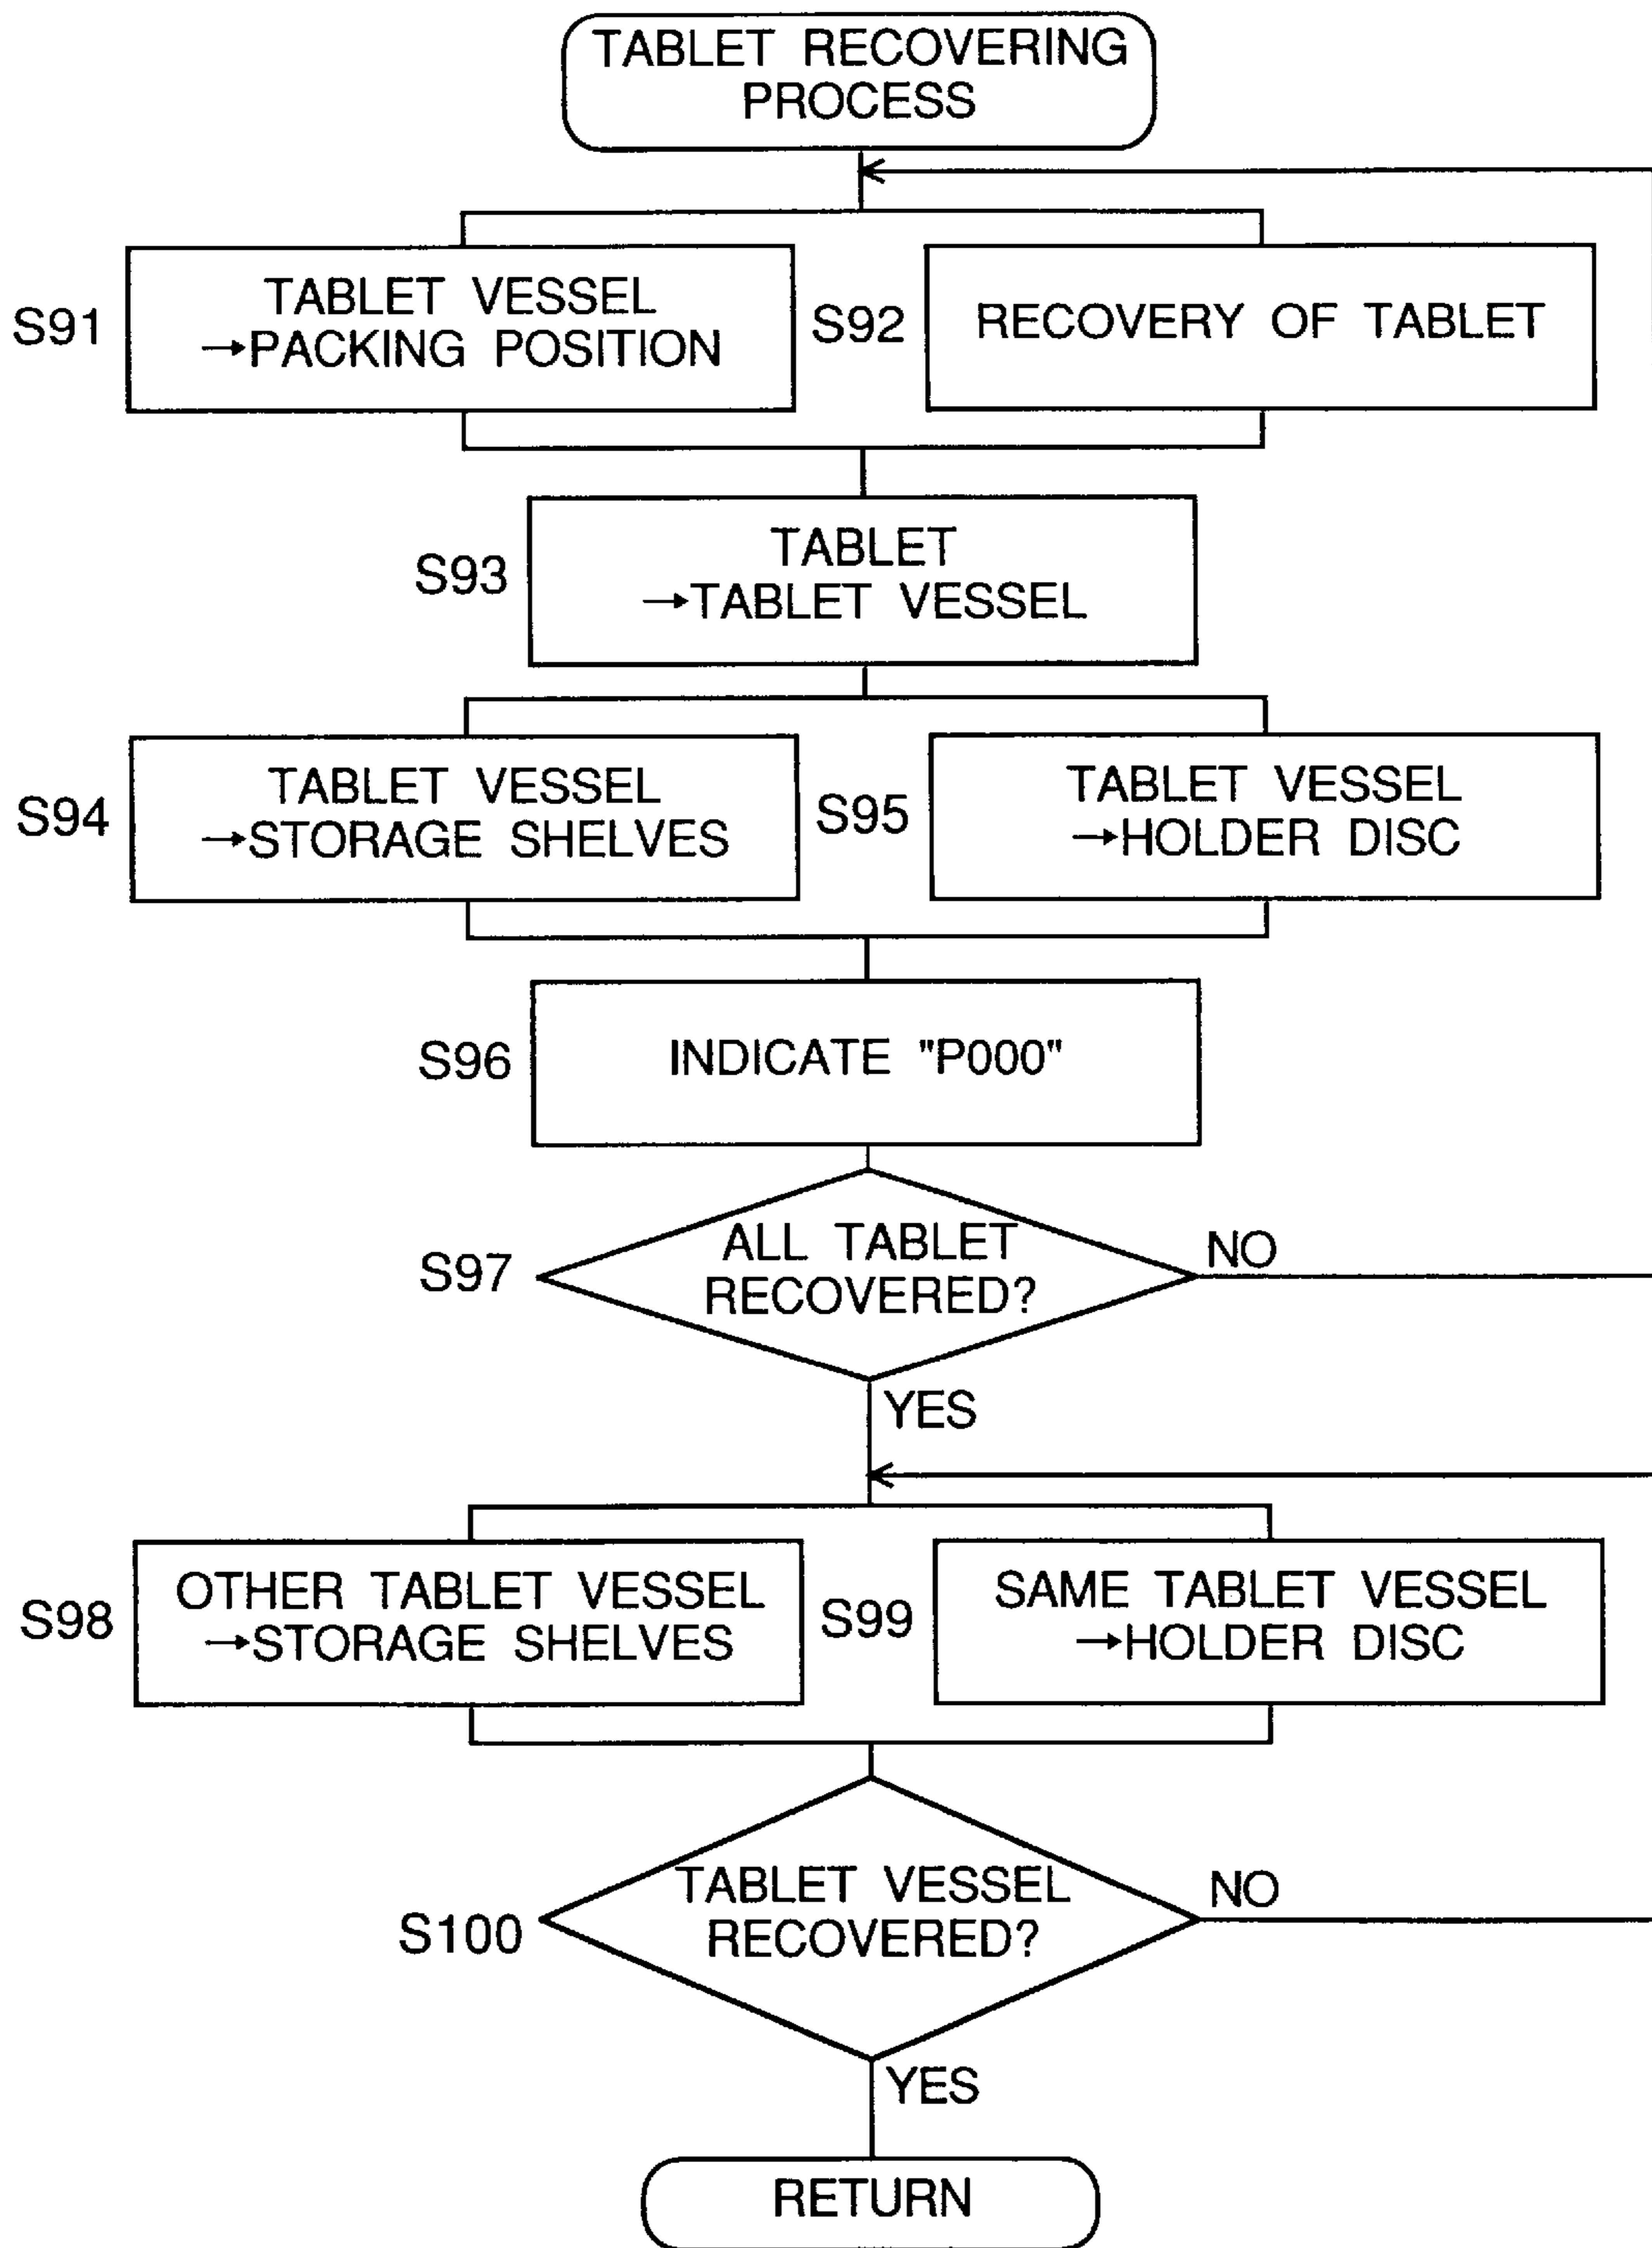 TABLET RECOVERING
PROCESS
S91
TABLET VESSEL
→PACKING POSITION
S92
RECOVERY OF TABLET
S93
TABLET
→TABLET VESSEL
S94
TABLET VESSEL
→STORAGE SHELVES
S95
TABLET VESSEL
→HOLDER DISC
S96
INDICATE "P000"
S97
ALL TABLET
RECOVERED?
NO
YES
S98
OTHER TABLET VESSEL
→STORAGE SHELVES
S99
SAME TABLET VESSEL
→HOLDER DISC
S100
TABLET VESSEL
RECOVERED?
NO
YES
RETURN